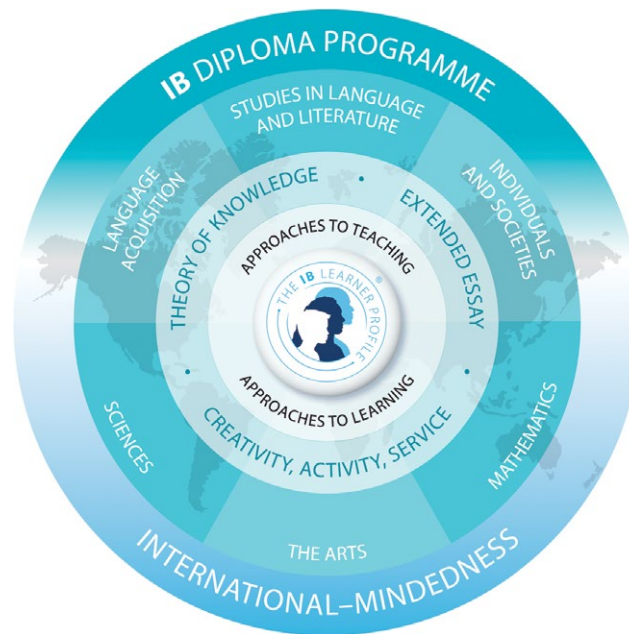 IB DIPLOMA PROGRAMME
STUDIES IN LANGUAGE
AND LITERATURE
LANGUAGE
ACQUISITION
INDIVIDUALS
AND SOCIETIES
THEORY OF KNOWLEDGE
EXTENDED ESSAY
APPROACHES TO TEACHING
THE IB LEARNER PROFILE
®
APPROACHES TO LEARNING
CREATIVITY, ACTIVITY, SERVICE
SCIENCES
MATHEMATICS
THE ARTS
INTERNATIONAL–MINDEDNESS